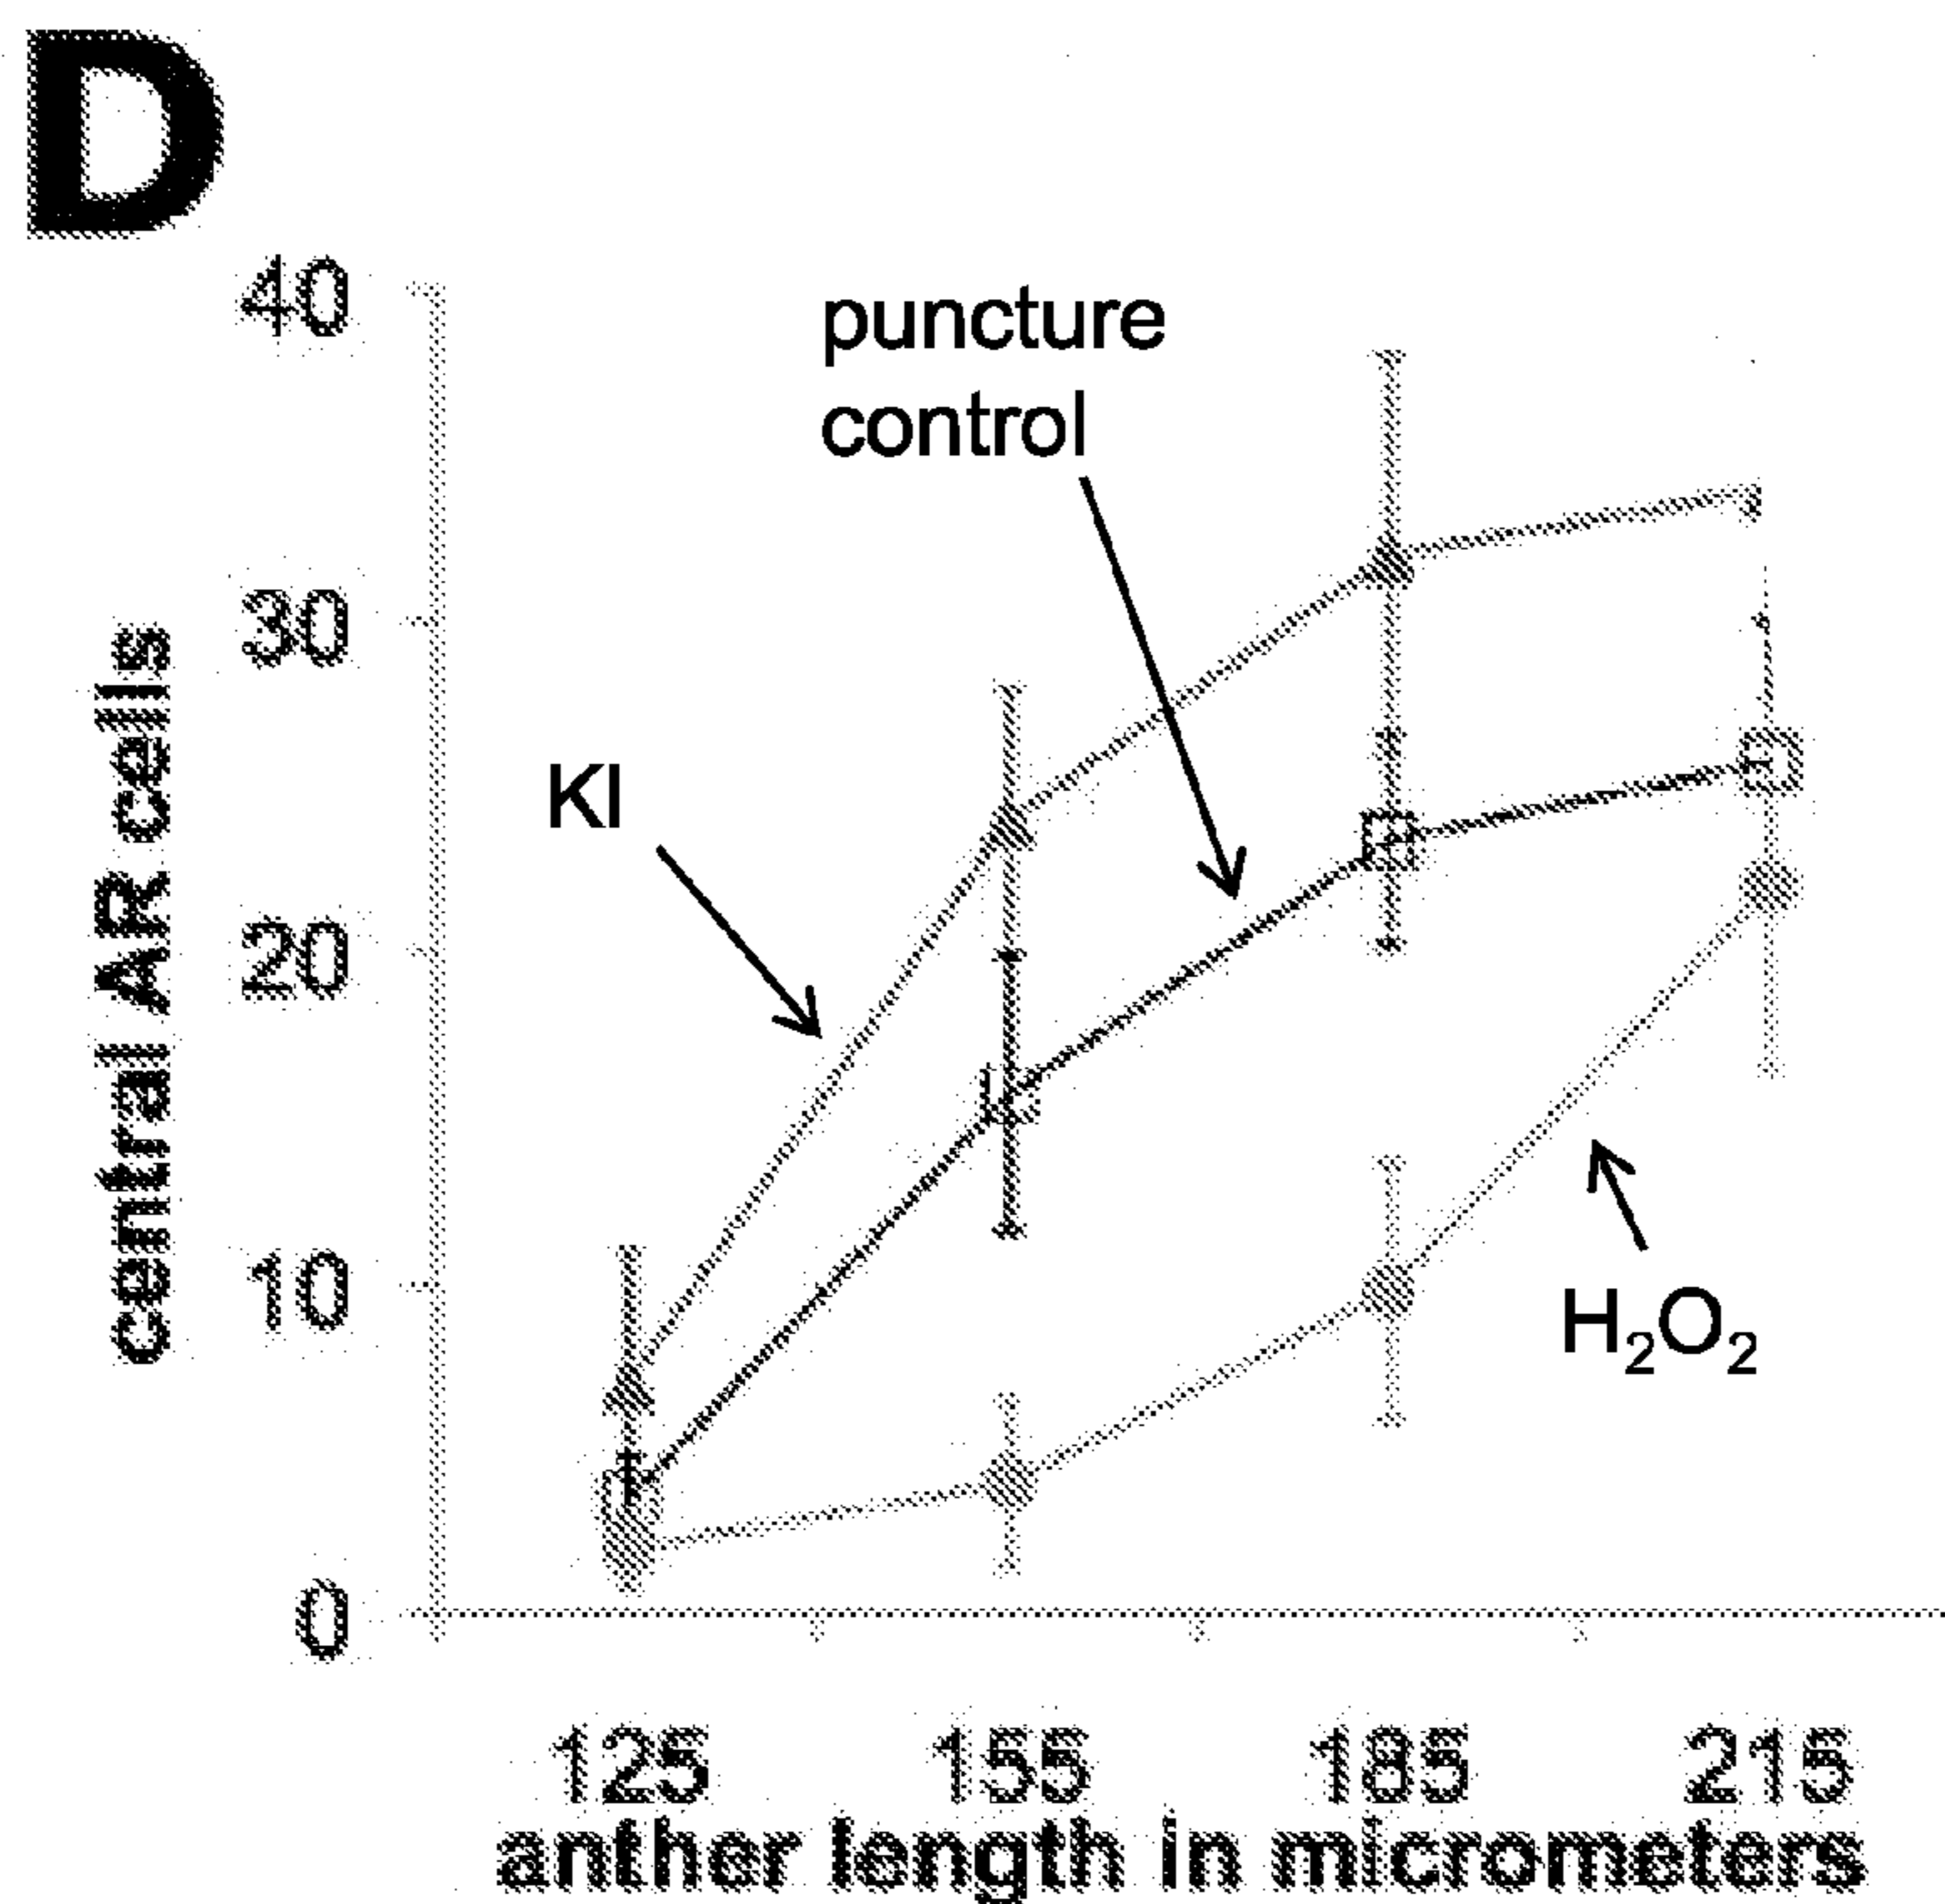 D
40
30
20
10
0
central AR cells
puncture
control
KI
H₂O₂
125 155 185 215
anther length in micrometers